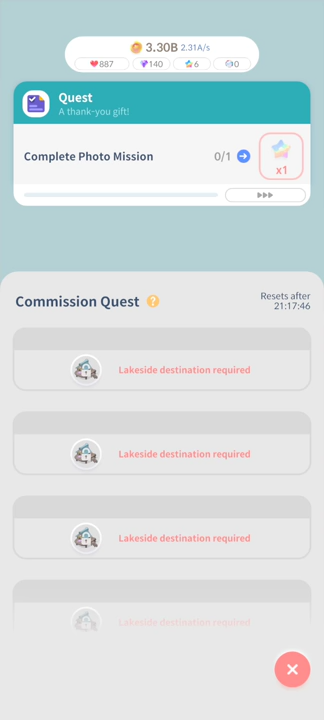 3.30B 2.31A/s
887 140 6 0
Quest
A thank-you gift!
Complete Photo Mission 0/1
x1
Commission Quest ?
Resets after
21:17:46
Lakeside destination required
Lakeside destination required
Lakeside destination required
Lakeside destination required